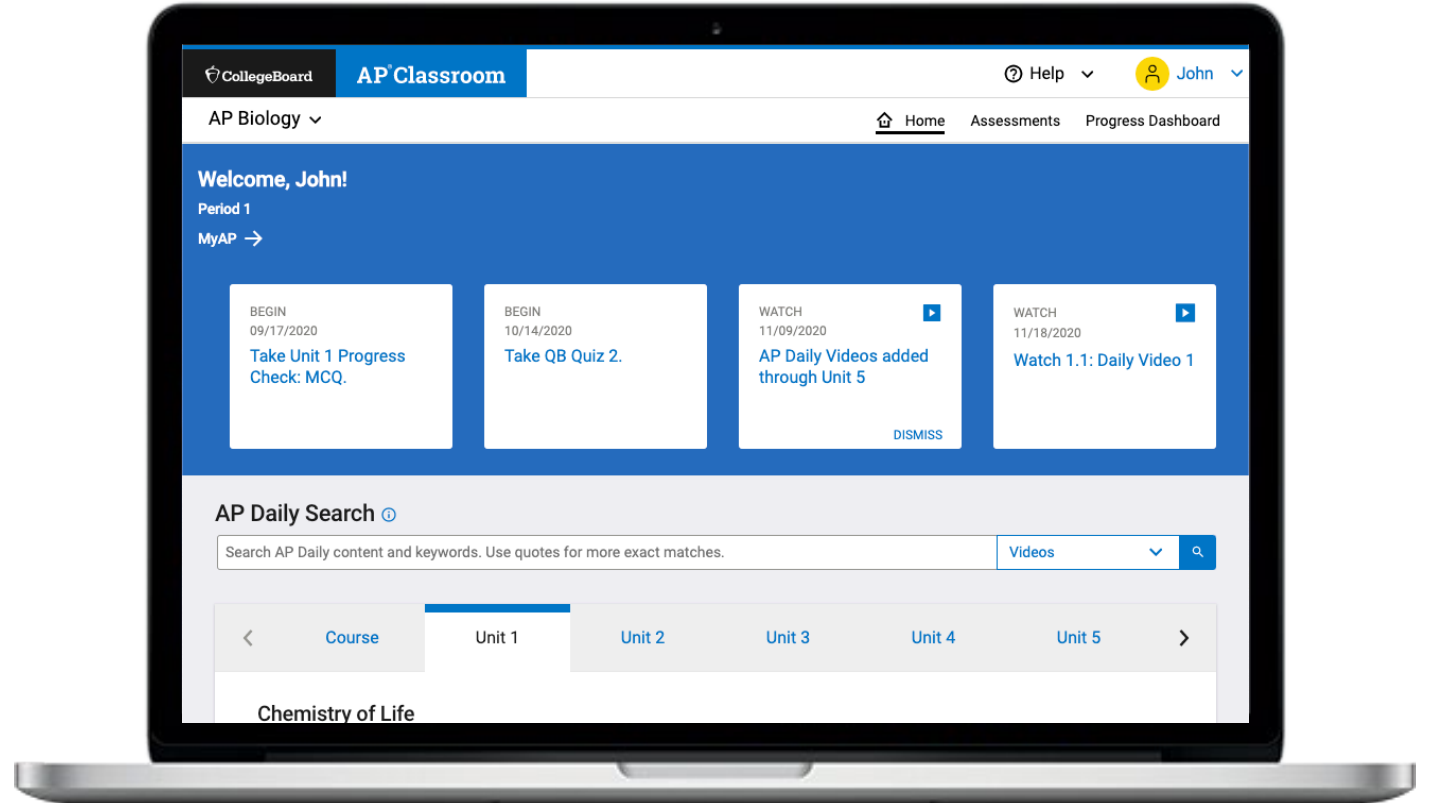 CollegeBoard
AP Classroom
Help
John
AP Biology
Home
Assessments
Progress Dashboard
Welcome, John!
Period 1
MyAP
BEGIN
09/17/2020
Take Unit 1 Progress
Check: MCQ.
BEGIN
10/14/2020
Take QB Quiz 2.
WATCH
11/09/2020
AP Daily Videos added
through Unit 5
DISMISS
WATCH
11/18/2020
Watch 1.1: Daily Video 1
AP Daily Search
Search AP Daily content and keywords. Use quotes for more exact matches.
Videos
Course
Unit 1
Unit 2
Unit 3
Unit 4
Unit 5
Chemistry of Life